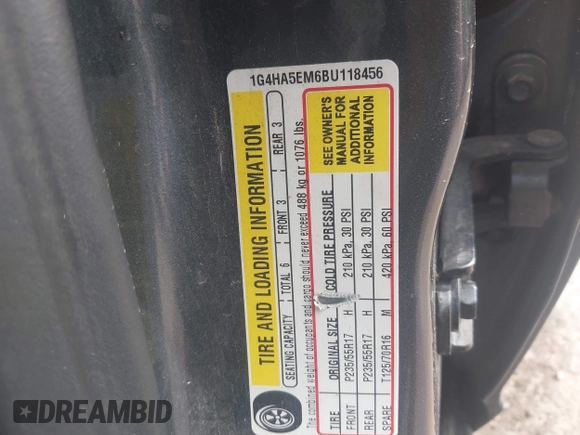 1G4HA5EM6BU118456
TIRE AND LOADING INFORMATION
SEATING CAPACITY TOTAL 6 FRONT 3 REAR 3
The combined weight of occupants and cargo should never exceed 488 kg or 1076 lbs.
TIRE ORIGINAL SIZE COLD TIRE PRESSURE
FRONT P235/55R17 H 210 kPa, 30 PSI
REAR P235/55R17 H 210 kPa, 30 PSI
SPARE T125/70R16 M 420 kPa, 60 PSI
SEE OWNER'S
MANUAL FOR
ADDITIONAL
INFORMATION
DREAMBID